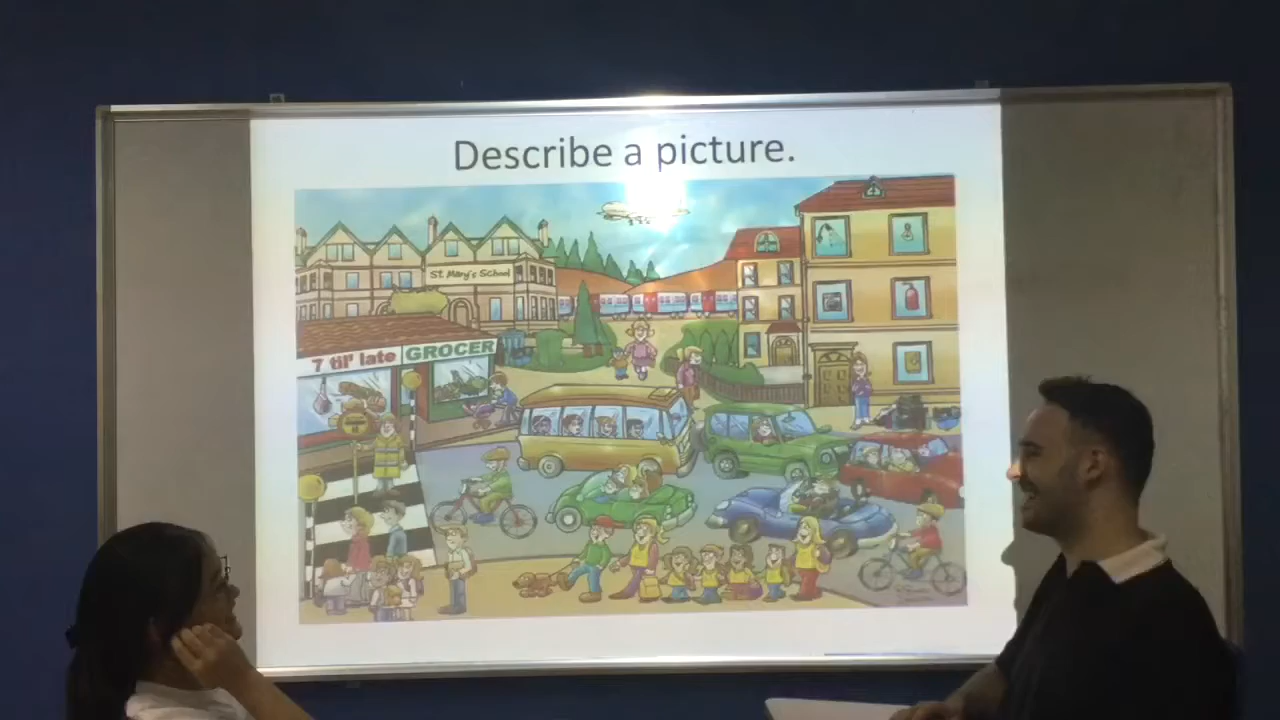 Describe a picture.
St. Mary's School
7 til' late GROCER